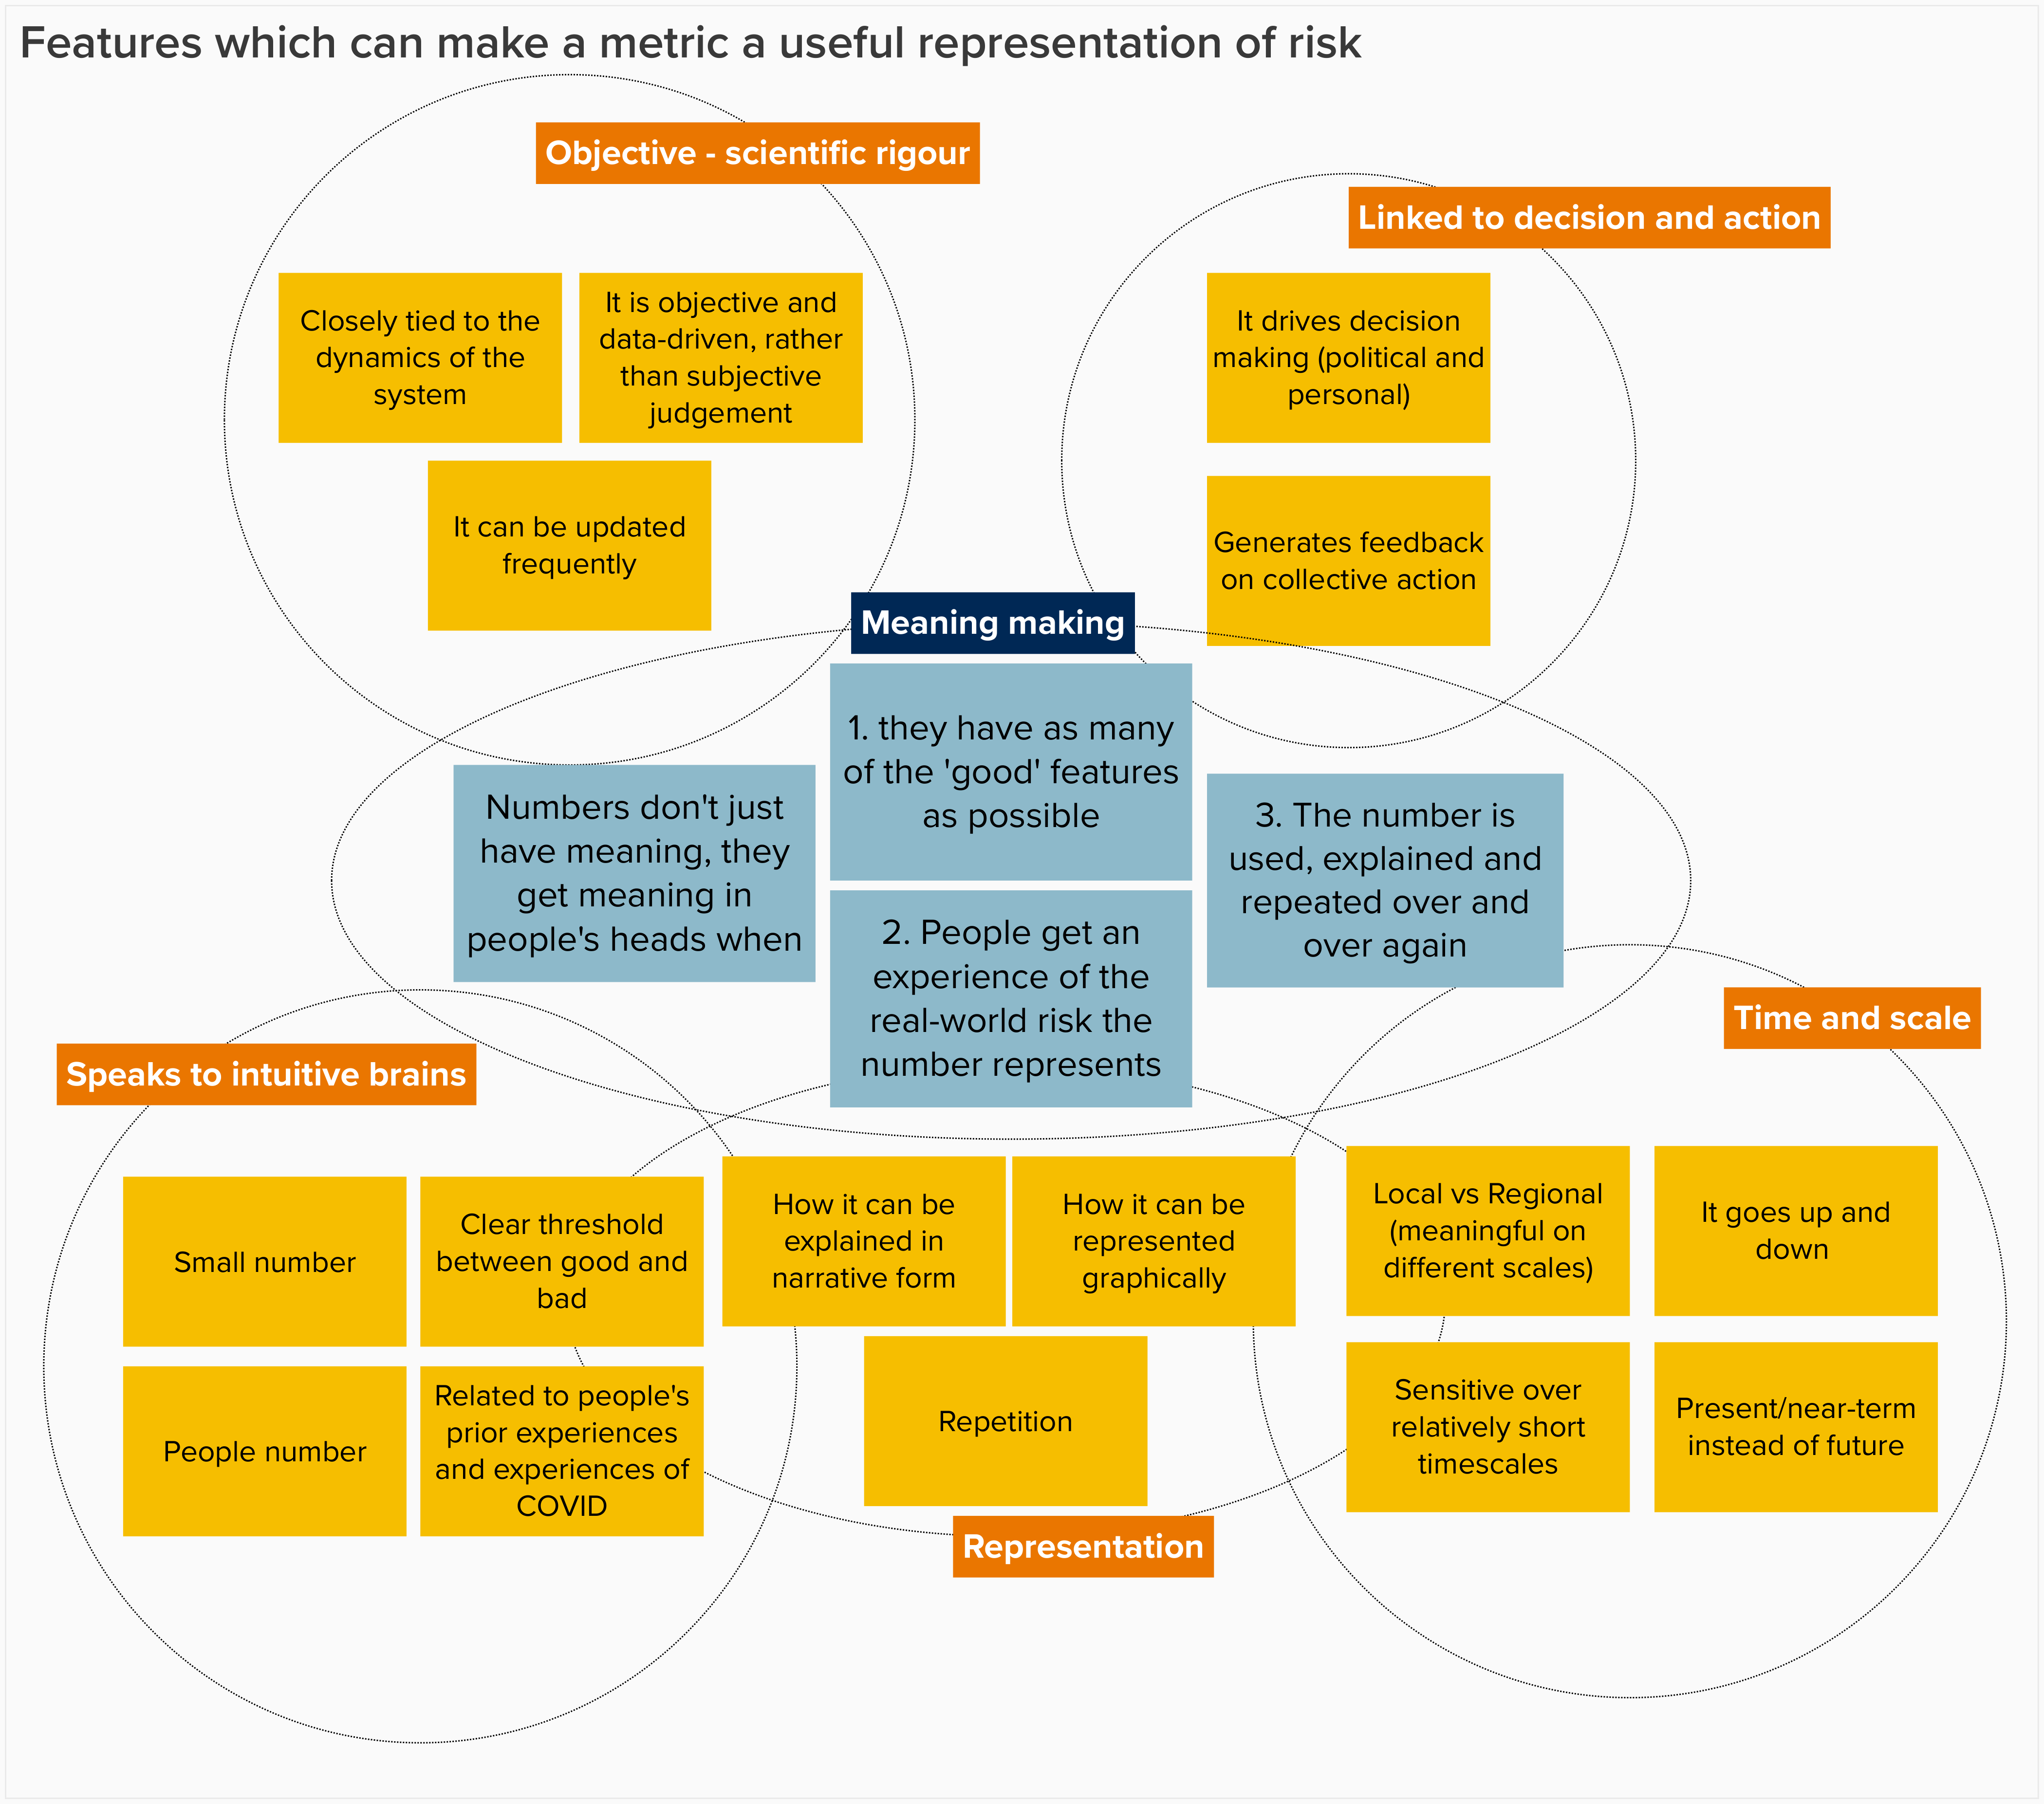 Features which can make a metric a useful representation of risk
Objective - scientific rigour
Closely tied to the
dynamics of the
system
It is objective and
data-driven, rather
than subjective
judgement
It can be updated
frequently
Linked to decision and action
It drives decision
making (political and
personal)
Generates feedback
on collective action
Meaning making
Numbers don't just
have meaning, they
get meaning in
people's heads when
1. they have as many
of the 'good' features
as possible
2. People get an
experience of the
real-world risk the
number represents
3. The number is
used, explained and
repeated over and
over again
Speaks to intuitive brains
Small number
Clear threshold
between good and
bad
People number
Related to people's
prior experiences
and experiences of
COVID
How it can be
explained in
narrative form
How it can be
represented
graphically
Repetition
Representation
Time and scale
Local vs Regional
(meaningful on
different scales)
It goes up and
down
Sensitive over
relatively short
timescales
Present/near-term
instead of future